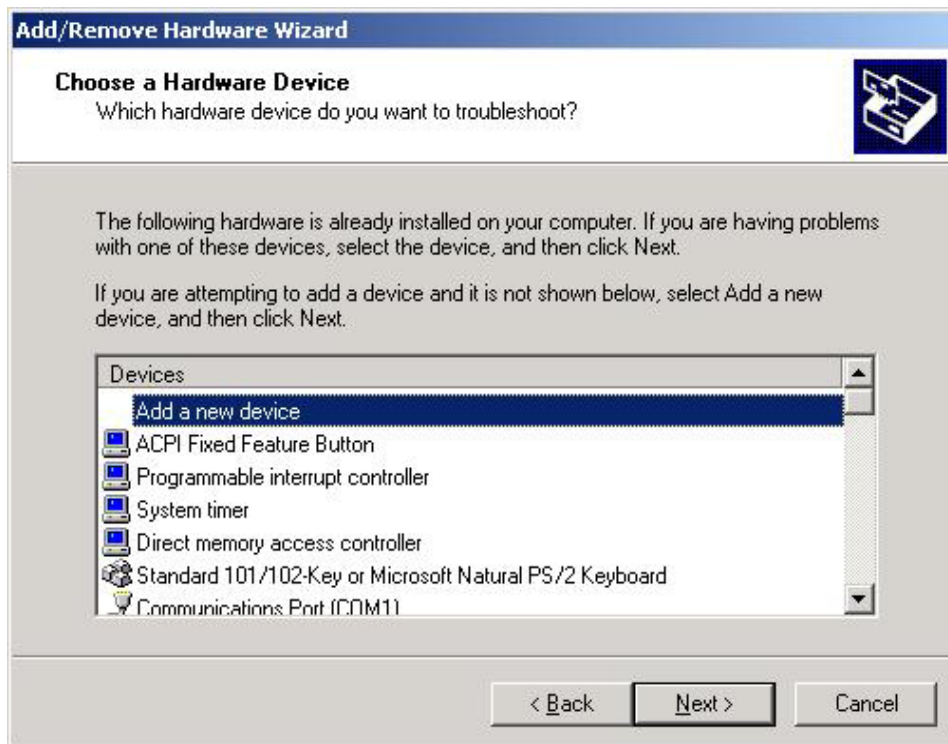 Add/Remove Hardware Wizard
Choose a Hardware Device
Which hardware device do you want to troubleshoot?
The following hardware is already installed on your computer. If you are having problems
with one of these devices, select the device, and then click Next.
If you are attempting to add a device and it is not shown below, select Add a new
device, and then click Next.
Devices
Add a new device
ACPI Fixed Feature Button
Programmable interrupt controller
System timer
Direct memory access controller
Standard 101/102-Key or Microsoft Natural PS/2 Keyboard
Communications Port (COM1)
< Back Next > Cancel